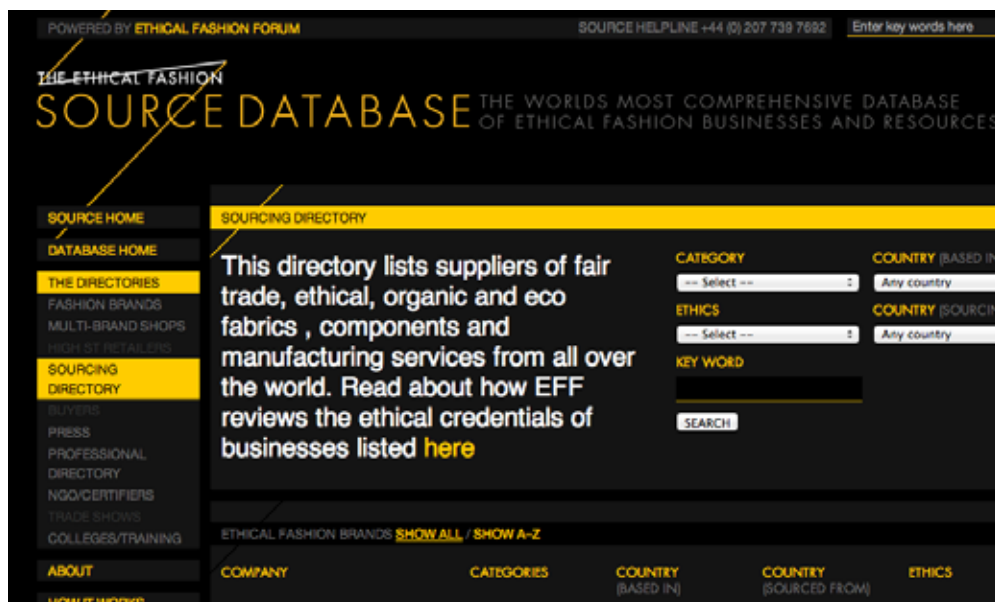 POWERED BY ETHICAL FASHION FORUM
SOURCE HELPLINE +44 (0) 207 739 7692
Enter key words here
THE ETHICAL FASHION
SOURCE DATABASE
THE WORLDS MOST COMPREHENSIVE DATABASE
OF ETHICAL FASHION BUSINESSES AND RESOURCES
SOURCE HOME
DATABASE HOME
THE DIRECTORIES
FASHION BRANDS
MULTI-BRAND SHOPS
HIGH ST RETAILERS
SOURCING
DIRECTORY
BUYERS
PRESS
PROFESSIONAL
DIRECTORY
NGO/CERTIFIERS
TRADE SHOWS
COLLEGES/TRAINING
ABOUT
HOW IT WORKS
SOURCING DIRECTORY
This directory lists suppliers of fair
trade, ethical, organic and eco
fabrics , components and
manufacturing services from all over
the world. Read about how EFF
reviews the ethical credentials of
businesses listed here
CATEGORY
-- Select --
ETHICS
-- Select --
KEY WORD
SEARCH
COUNTRY (BASED IN
Any country
COUNTRY (SOURCIN
Any country
ETHICAL FASHION BRANDS SHOW ALL / SHOW A-Z
COMPANY
CATEGORIES
COUNTRY
(BASED IN)
COUNTRY
(SOURCED FROM)
ETHICS